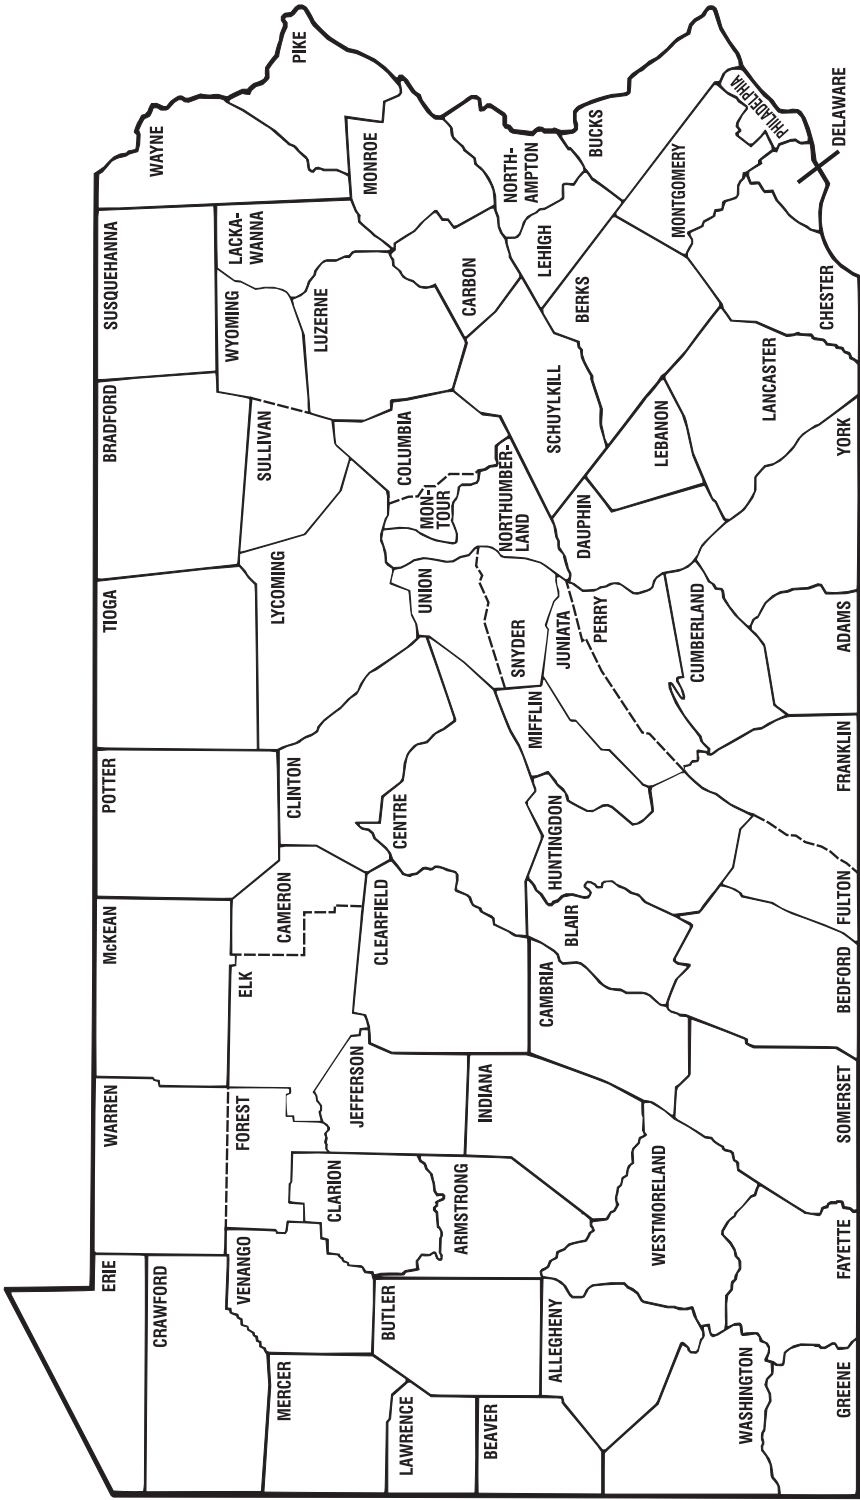 ERIE
CRAWFORD
WARREN
McKEAN
POTTER
TIOGA
BRADFORD
SUSQUEHANNA
WAYNE
PIKE
MERCER
VENANGO
FOREST
ELK
CAMERON
CLINTON
LYCOMING
SULLIVAN
WYOMING
LACKA-
WANNA
LUZERNE
MONROE
LAWRENCE
BUTLER
CLARION
JEFFERSON
CLEARFIELD
CENTRE
UNION
MON-
TOUR
COLUMBIA
CARBON
NORTH-
AMPTON
BEAVER
ALLEGHENY
ARMSTRONG
INDIANA
CAMBRIA
BLAIR
HUNTINGDON
MIFFLIN
SNYDER
JUNIATA
PERRY
NORTHUMBER-
LAND
DAUPHIN
SCHUYLKILL
LEHIGH
BERKS
BUCKS
LEBANON
MONTGOMERY
PHILADELPHIA
DELAWARE
WASHINGTON
WESTMORELAND
CUMBERLAND
LANCASTER
CHESTER
GREENE
FAYETTE
SOMERSET
BEDFORD
FULTON
FRANKLIN
ADAMS
YORK